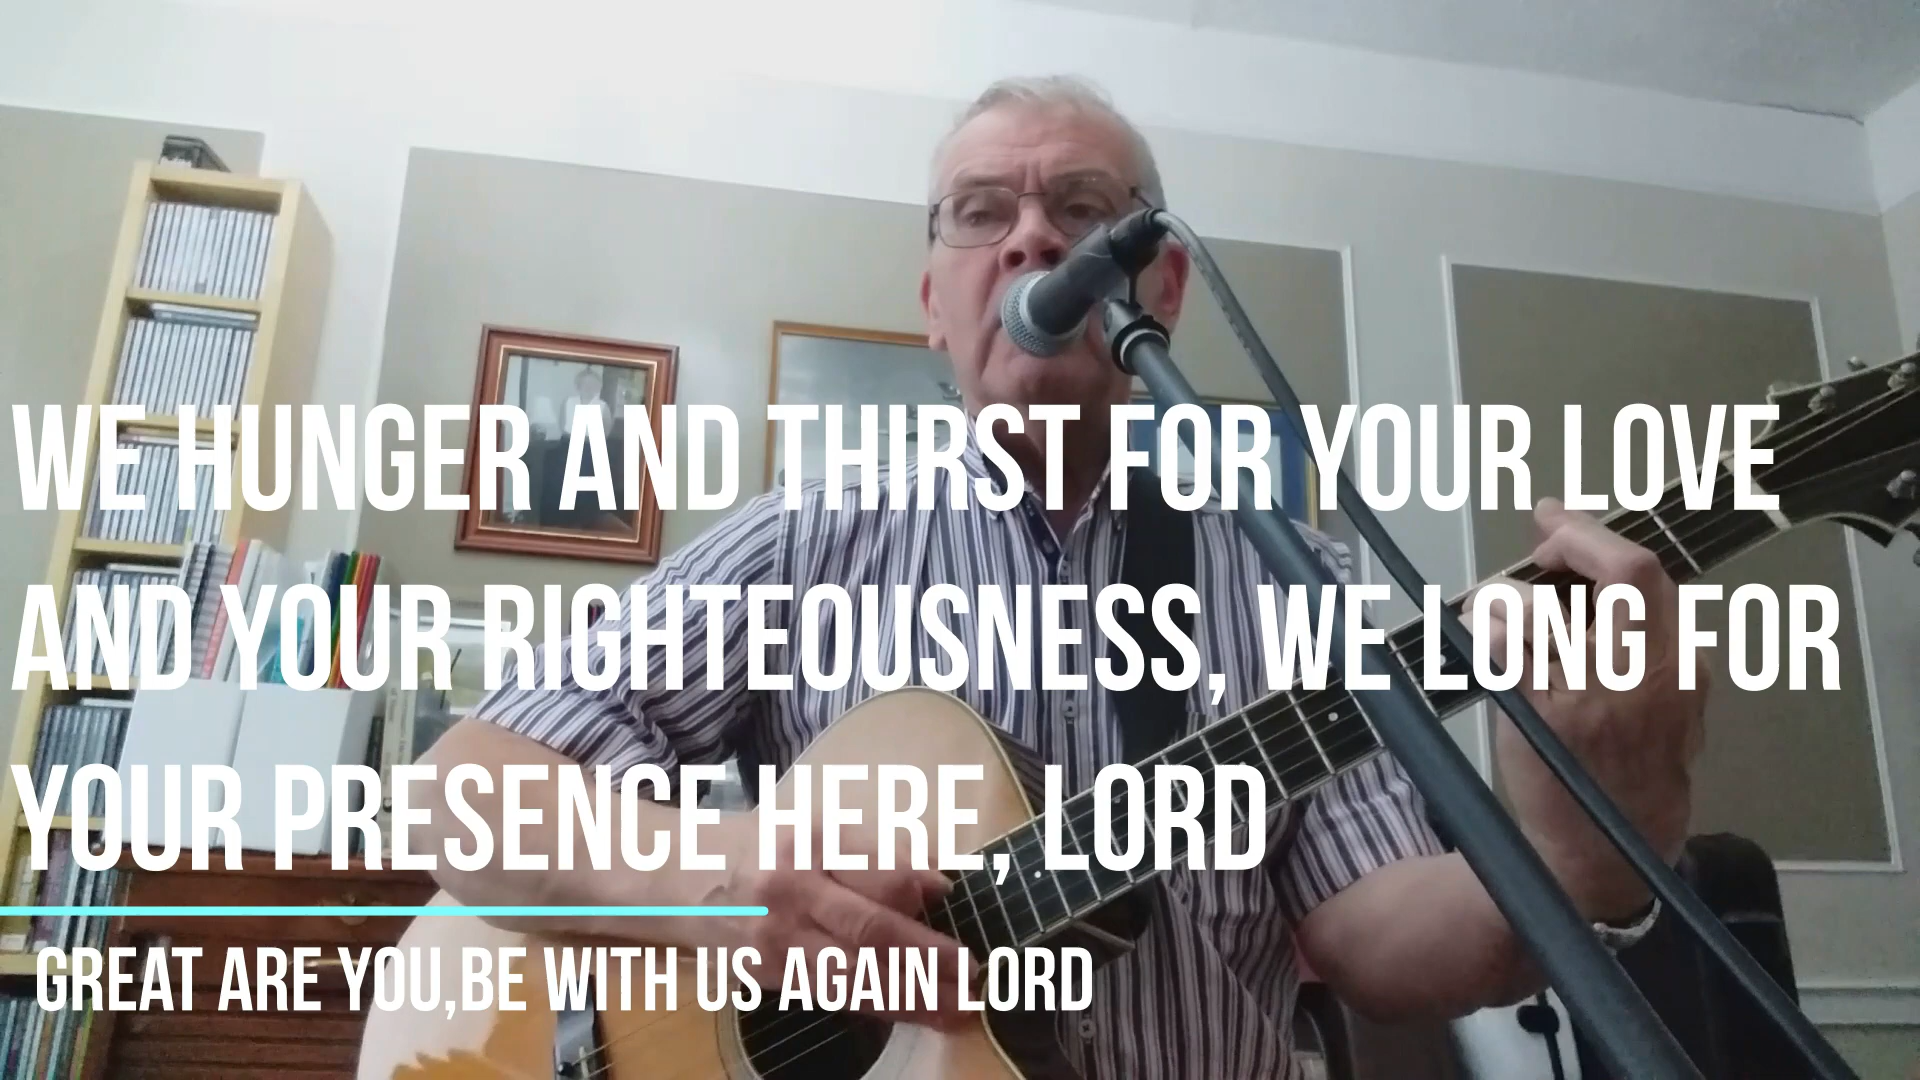 WE HUNGER AND THIRST FOR YOUR LOVE
AND YOUR RIGHTEOUSNESS, WE LONG FOR
YOUR PRESENCE HERE, LORD
GREAT ARE YOU,BE WITH US AGAIN LORD